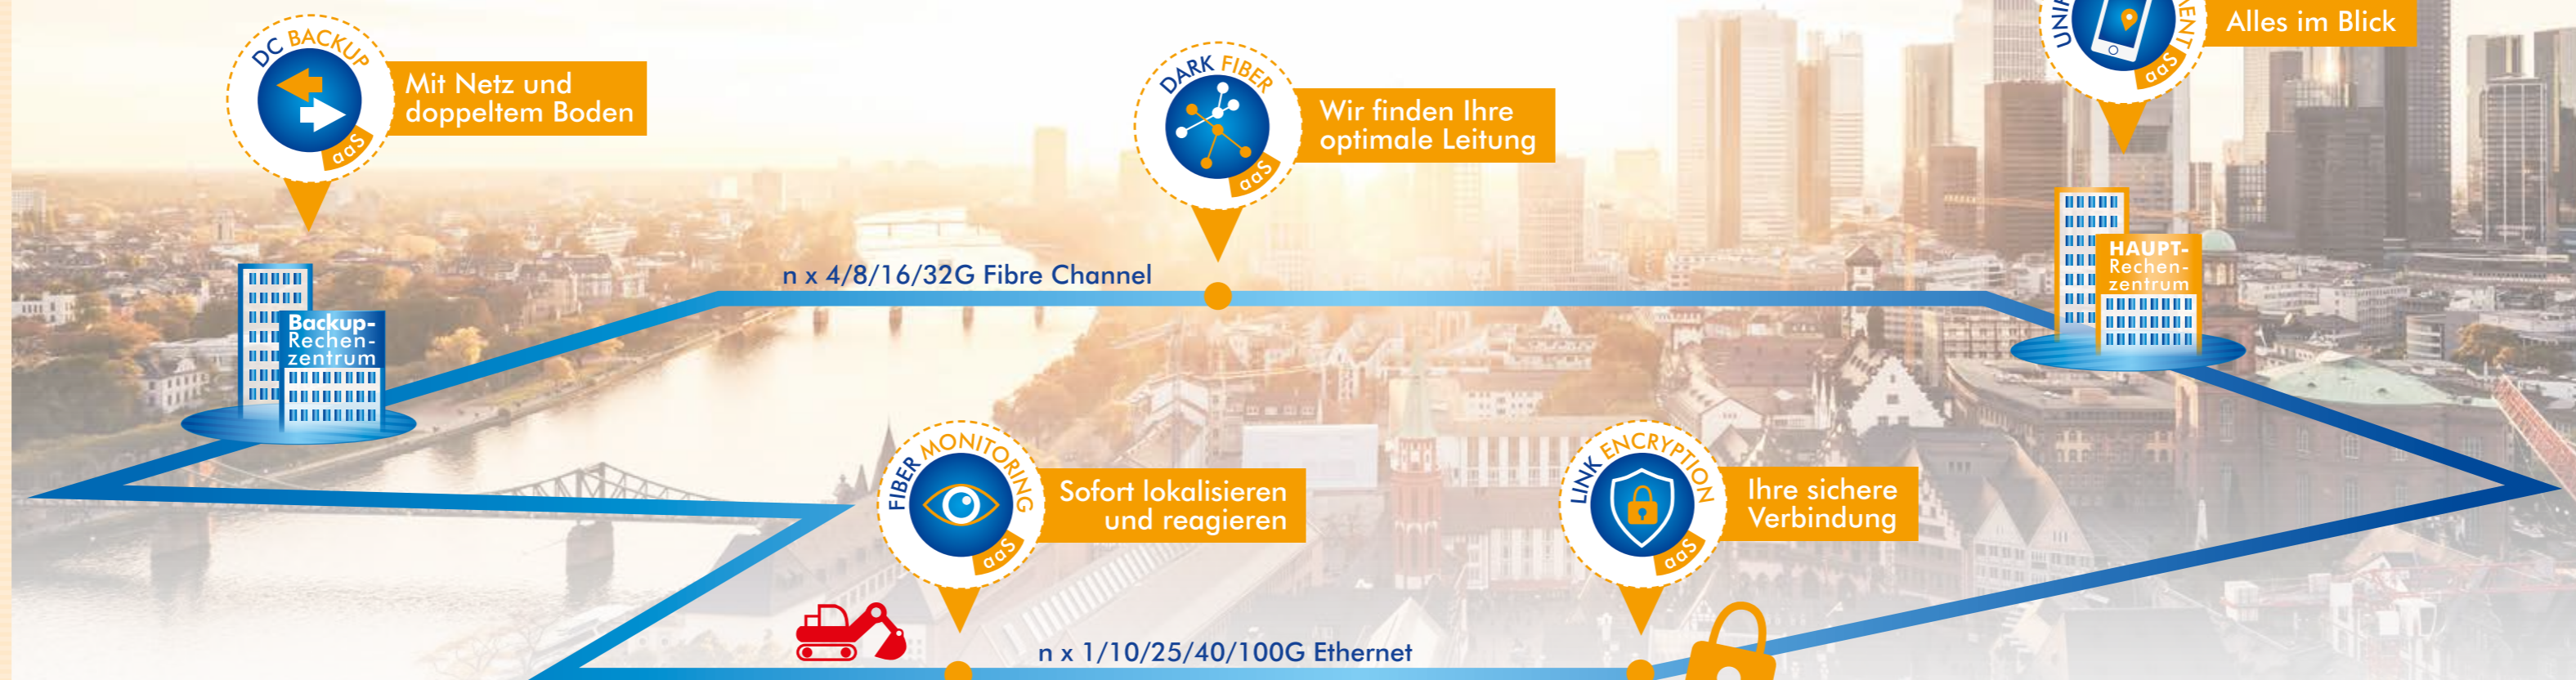 DC BACKUP
aaS
Mit Netz und
doppeltem Boden
DARK FIBER
aaS
Wir finden Ihre
optimale Leitung
aaS
Alles im Blick
n x 4/8/16/32G Fibre Channel
Backup-
Rechen-
zentrum
HAUPT-
Rechen-
zentrum
FIBER MONITORING
aaS
Sofort lokalisieren
und reagieren
LINK ENCRYPTION
aaS
Ihre sichere
Verbindung
n x 1/10/25/40/100G Ethernet